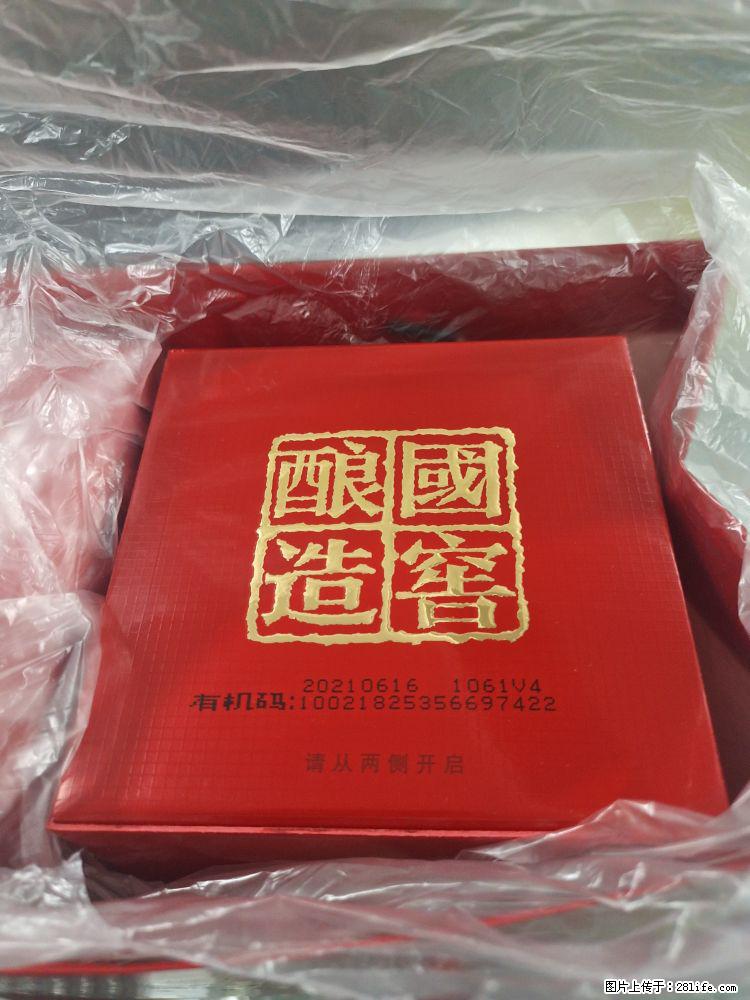 國窖
酿造
20210616 1061V4
有机码:10021825356697422
请从两侧开启
图片上传于:281life.com